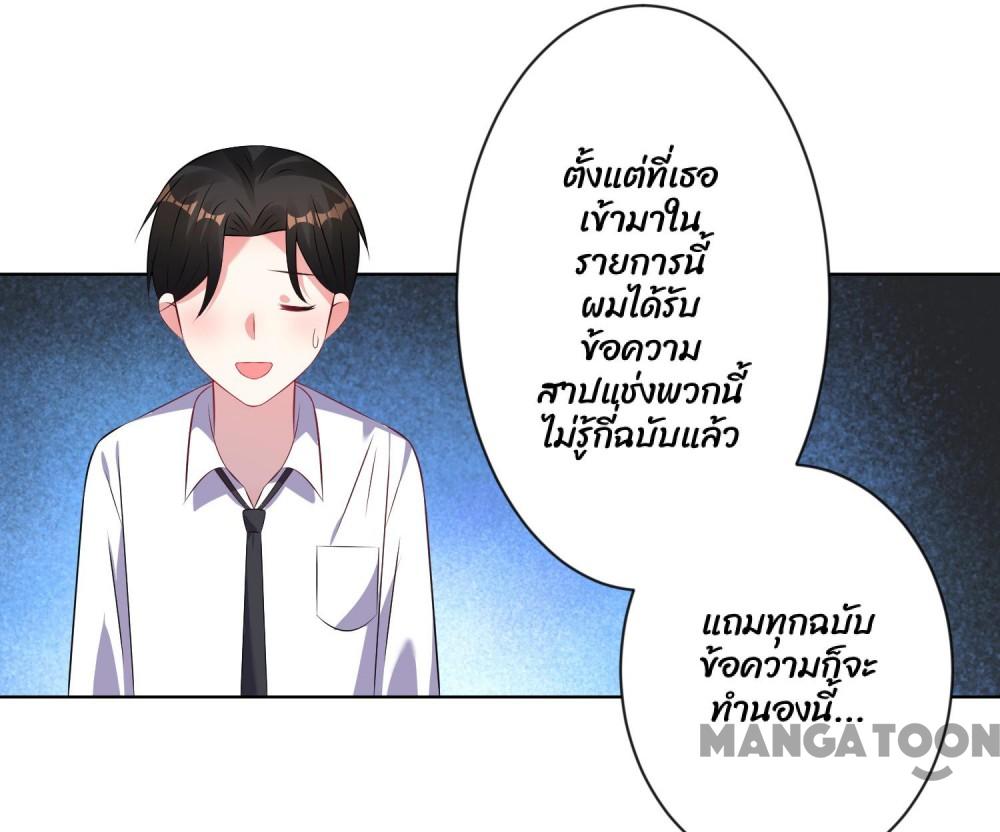 ตั้งแต่ที่เธอ
เข้ามาใน
รายการนี้
ผมได้รับ
ข้อความ
สาปแช่งพวกนี้
ไม่รู้กี่ฉบับแล้ว
แถมทุกฉบับ
ข้อความก็จะ
ทำนองนี้...
MANGATOON